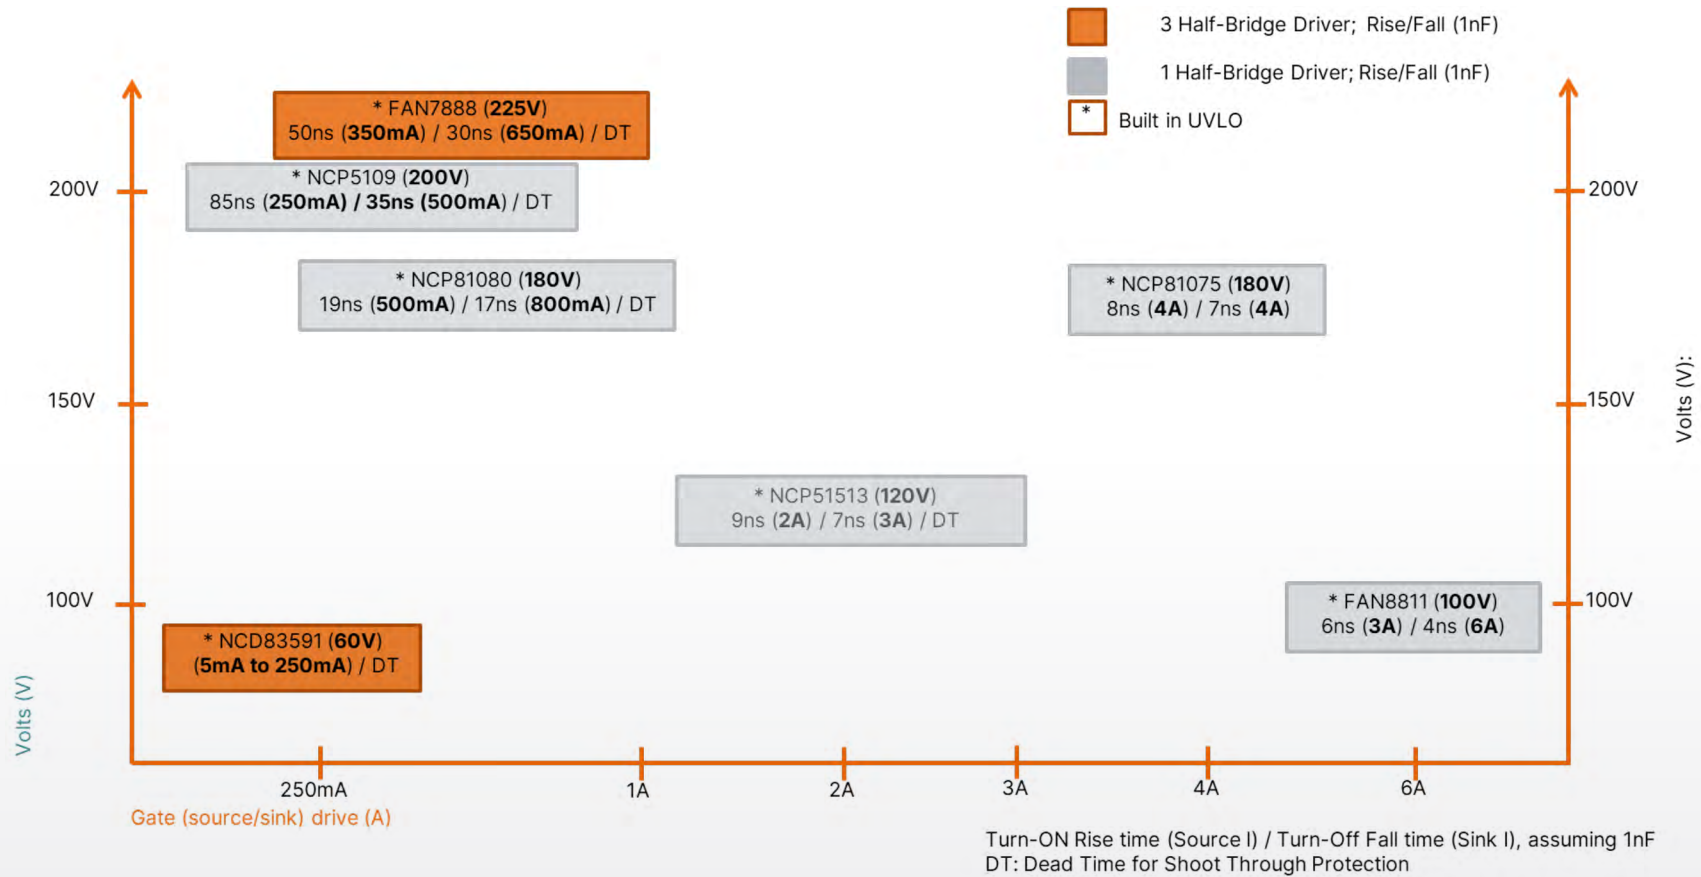 3 Half-Bridge Driver; Rise/Fall (1nF)
1 Half-Bridge Driver; Rise/Fall (1nF)
* Built in UVLO
* FAN7888 (225V)
50ns (350mA) / 30ns (650mA) / DT
* NCP5109 (200V)
85ns (250mA) / 35ns (500mA) / DT
200V
200V
* NCP81080 (180V)
19ns (500mA) / 17ns (800mA) / DT
* NCP81075 (180V)
8ns (4A) / 7ns (4A)
150V
150V
Volts (V):
* NCP51513 (120V)
9ns (2A) / 7ns (3A) / DT
100V
100V
* FAN8811 (100V)
6ns (3A) / 4ns (6A)
* NCD83591 (60V)
(5mA to 250mA) / DT
Volts (V)
250mA
1A
2A
3A
4A
6A
Gate (source/sink) drive (A)
Turn-ON Rise time (Source I) / Turn-Off Fall time (Sink I), assuming 1nF
DT: Dead Time for Shoot Through Protection